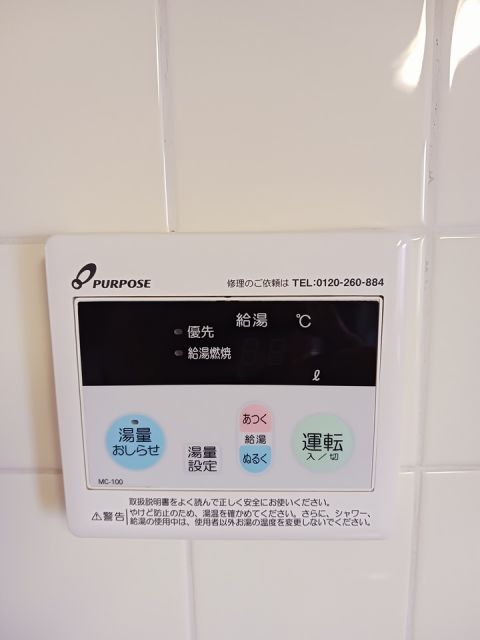 PURPOSE
修理のご依頼は TEL:0120-260-884
給湯 ℃
優先
給湯燃焼
ℓ
湯量
おしらせ
湯量
設定
あつく
給湯
ぬるく
運転
入/切
MC-100
取扱説明書をよく読んで正しく安全にお使いください。
⚠警告 やけど防止のため、湯温を確かめてください。さらに、シャワー、
給湯の使用中は、使用者以外お湯の温度を変更しないでください。